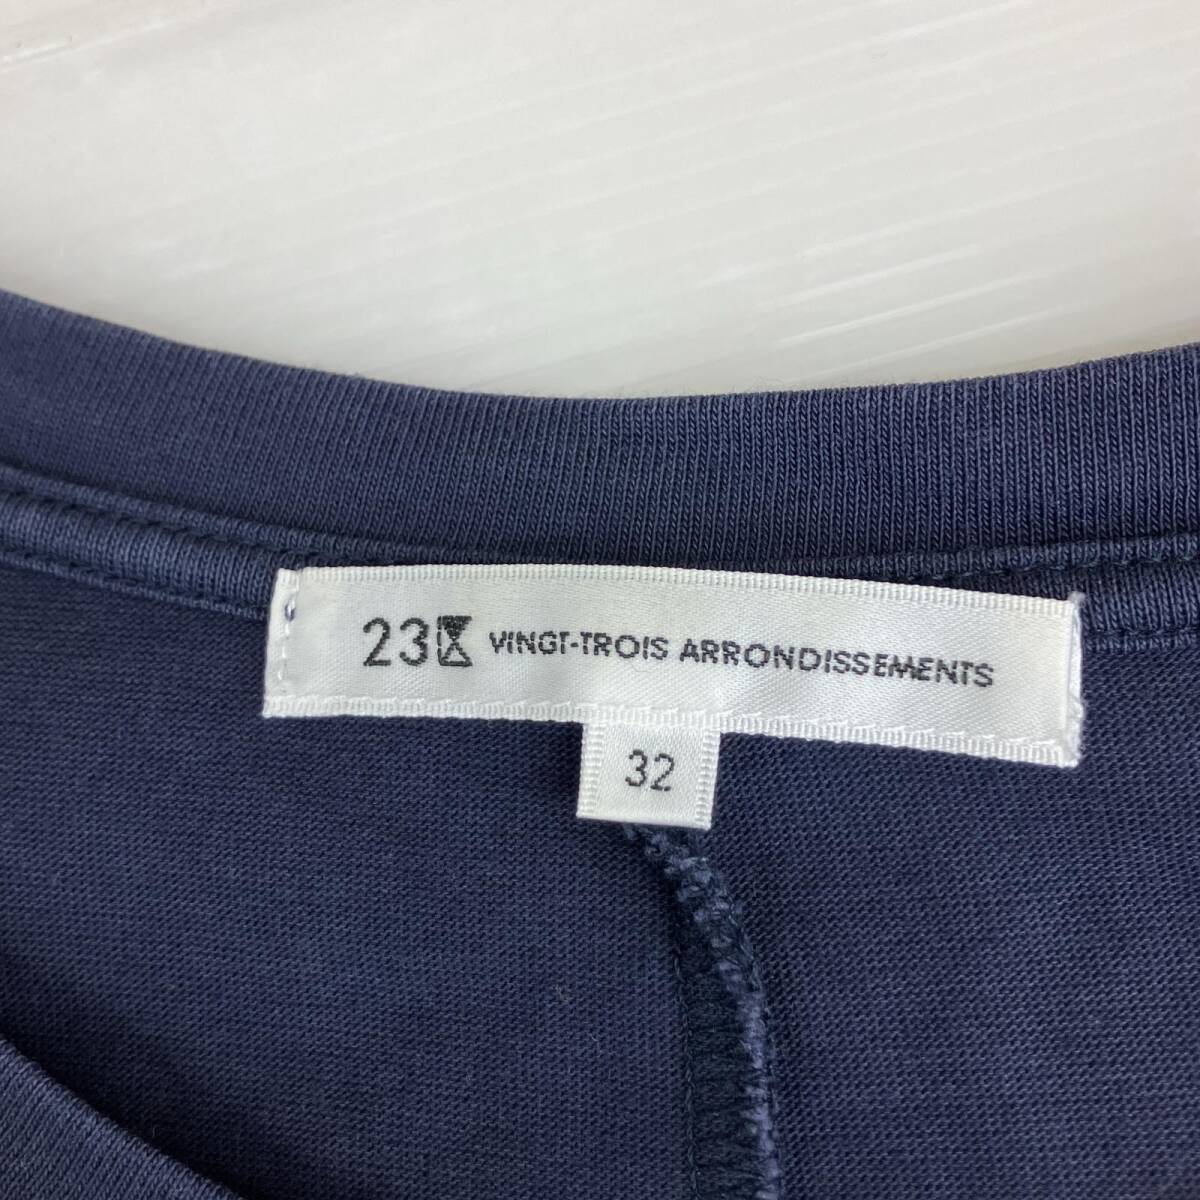 23区 VINGT-TROIS ARRONDISSEMENTS
32